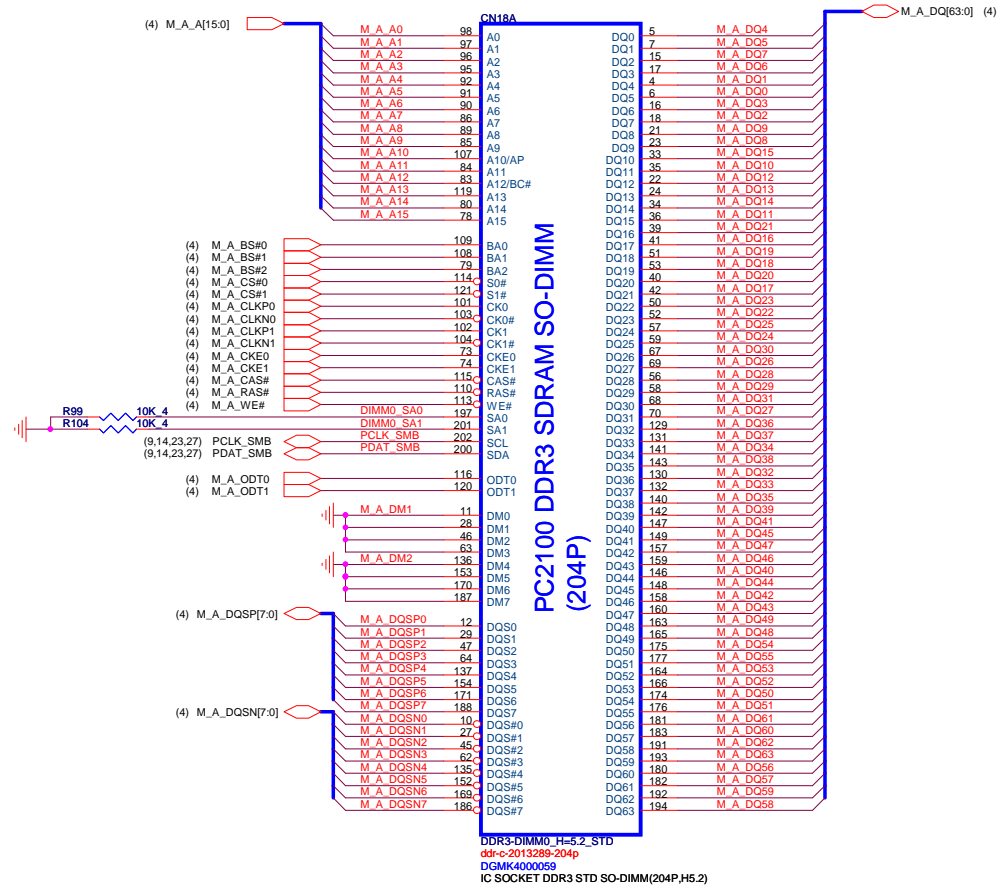 CN18A
(4) M_A_A[15:0]
M_A_DQ[63:0] (4)
M_A_A0 98 A0
M_A_A1 97 A1
M_A_A2 96 A2
M_A_A3 95 A3
M_A_A4 92 A4
M_A_A5 91 A5
M_A_A6 90 A6
M_A_A7 86 A7
M_A_A8 89 A8
M_A_A9 85 A9
M_A_A10 107 A10/AP
M_A_A11 84 A11
M_A_A12 83 A12/BC#
M_A_A13 119 A13
M_A_A14 80 A14
M_A_A15 78 A15
(4) M_A_BS#0 109 BA0
(4) M_A_BS#1 108 BA1
(4) M_A_BS#2 79 BA2
(4) M_A_CS#0 114 S0#
(4) M_A_CS#1 121 S1#
(4) M_A_CLKP0 101 CK0
(4) M_A_CLKN0 103 CK0#
(4) M_A_CLKP1 102 CK1
(4) M_A_CLKN1 104 CK1#
(4) M_A_CKE0 73 CKE0
(4) M_A_CKE1 74 CKE1
(4) M_A_CAS# 115 CAS#
(4) M_A_RAS# 110 RAS#
(4) M_A_WE# 113 WE#
R99 10K_4 DIMM0_SA0 197 SA0
R104 10K_4 DIMM0_SA1 201 SA1
(9,14,23,27) PCLK_SMB PCLK_SMB 202 SCL
(9,14,23,27) PDAT_SMB PDAT_SMB 200 SDA
(4) M_A_ODT0 116 ODT0
(4) M_A_ODT1 120 ODT1
M_A_DM1 11 DM0
28 DM1
46 DM2
63 DM3
M_A_DM2 136 DM4
153 DM5
170 DM6
187 DM7
(4) M_A_DQSP[7:0]
M_A_DQSP0 12 DQS0
M_A_DQSP1 29 DQS1
M_A_DQSP2 47 DQS2
M_A_DQSP3 64 DQS3
M_A_DQSP4 137 DQS4
M_A_DQSP5 154 DQS5
M_A_DQSP6 171 DQS6
M_A_DQSP7 188 DQS7
(4) M_A_DQSN[7:0]
M_A_DQSN0 10 DQS#0
M_A_DQSN1 27 DQS#1
M_A_DQSN2 45 DQS#2
M_A_DQSN3 62 DQS#3
M_A_DQSN4 135 DQS#4
M_A_DQSN5 152 DQS#5
M_A_DQSN6 169 DQS#6
M_A_DQSN7 186 DQS#7
PC2100 DDR3 SDRAM SO-DIMM
(204P)
DQ0 5 M_A_DQ4
DQ1 7 M_A_DQ5
DQ2 15 M_A_DQ7
DQ3 17 M_A_DQ6
DQ4 4 M_A_DQ1
DQ5 6 M_A_DQ0
DQ6 16 M_A_DQ3
DQ7 18 M_A_DQ2
DQ8 21 M_A_DQ9
DQ9 23 M_A_DQ8
DQ10 33 M_A_DQ15
DQ11 35 M_A_DQ10
DQ12 22 M_A_DQ12
DQ13 24 M_A_DQ13
DQ14 34 M_A_DQ14
DQ15 36 M_A_DQ11
DQ16 39 M_A_DQ21
DQ17 41 M_A_DQ16
DQ18 51 M_A_DQ19
DQ19 53 M_A_DQ18
DQ20 40 M_A_DQ20
DQ21 42 M_A_DQ17
DQ22 50 M_A_DQ23
DQ23 52 M_A_DQ22
DQ24 57 M_A_DQ25
DQ25 59 M_A_DQ24
DQ26 67 M_A_DQ30
DQ27 69 M_A_DQ26
DQ28 56 M_A_DQ28
DQ29 58 M_A_DQ29
DQ30 68 M_A_DQ31
DQ31 70 M_A_DQ27
DQ32 129 M_A_DQ36
DQ33 131 M_A_DQ37
DQ34 141 M_A_DQ34
DQ35 143 M_A_DQ38
DQ36 130 M_A_DQ32
DQ37 132 M_A_DQ33
DQ38 140 M_A_DQ35
DQ39 142 M_A_DQ39
DQ40 147 M_A_DQ41
DQ41 149 M_A_DQ45
DQ42 157 M_A_DQ47
DQ43 159 M_A_DQ46
DQ44 146 M_A_DQ40
DQ45 148 M_A_DQ44
DQ46 158 M_A_DQ42
DQ47 160 M_A_DQ43
DQ48 163 M_A_DQ49
DQ49 165 M_A_DQ48
DQ50 175 M_A_DQ54
DQ51 177 M_A_DQ55
DQ52 164 M_A_DQ53
DQ53 166 M_A_DQ52
DQ54 174 M_A_DQ50
DQ55 176 M_A_DQ51
DQ56 181 M_A_DQ61
DQ57 183 M_A_DQ60
DQ58 191 M_A_DQ62
DQ59 193 M_A_DQ63
DQ60 180 M_A_DQ56
DQ61 182 M_A_DQ57
DQ62 192 M_A_DQ59
DQ63 194 M_A_DQ58
DDR3-DIMM0_H=5.2_STD
ddr-c-2013289-204p
DGMK4000059
IC SOCKET DDR3 STD SO-DIMM(204P,H5.2)